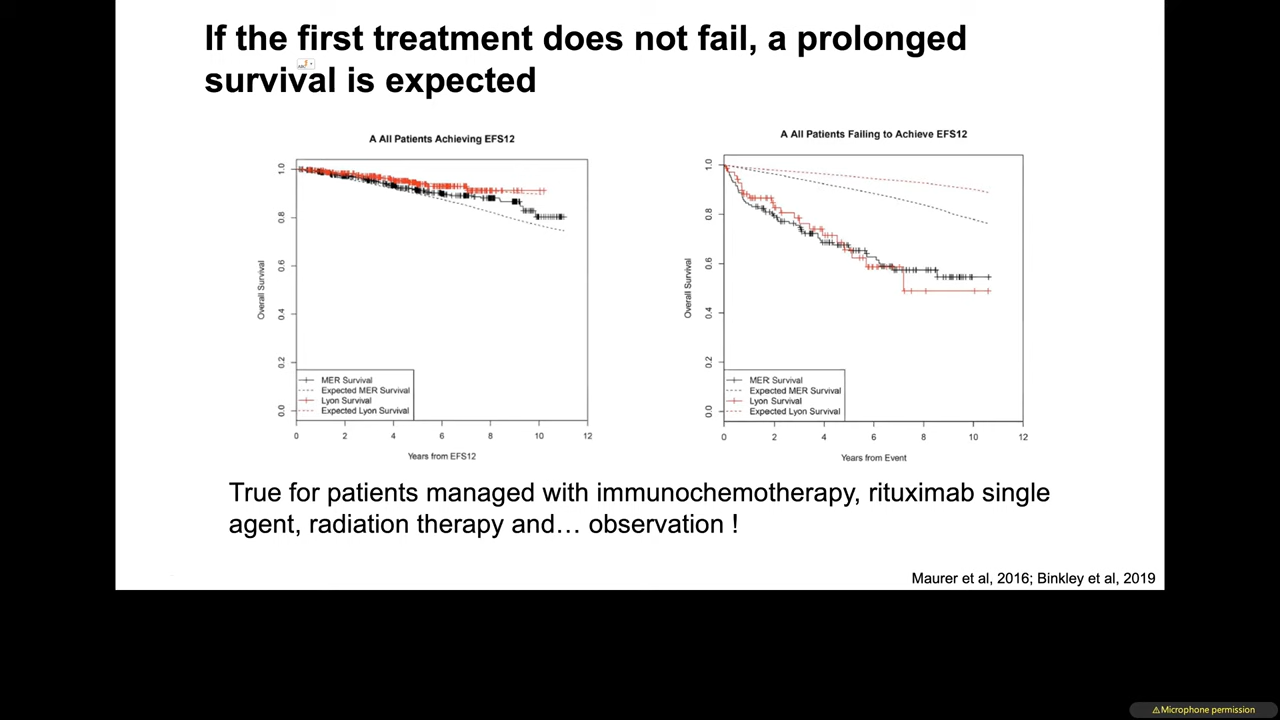 If the first treatment does not fail, a prolonged
survival is expected
A All Patients Achieving EFS12
1.0
0.8
0.6
0.4
0.2
0.0
Overall Survival
MER Survival
Expected MER Survival
Lyon Survival
Expected Lyon Survival
0 2 4 6 8 10 12
Years from EFS12
A All Patients Failing to Achieve EFS12
1.0
0.8
0.6
0.4
0.2
0.0
Overall Survival
MER Survival
Expected MER Survival
Lyon Survival
Expected Lyon Survival
0 2 4 6 8 10 12
Years from Event
True for patients managed with immunochemotherapy, rituximab single
agent, radiation therapy and… observation !
Maurer et al, 2016; Binkley et al, 2019
⚠Microphone permission